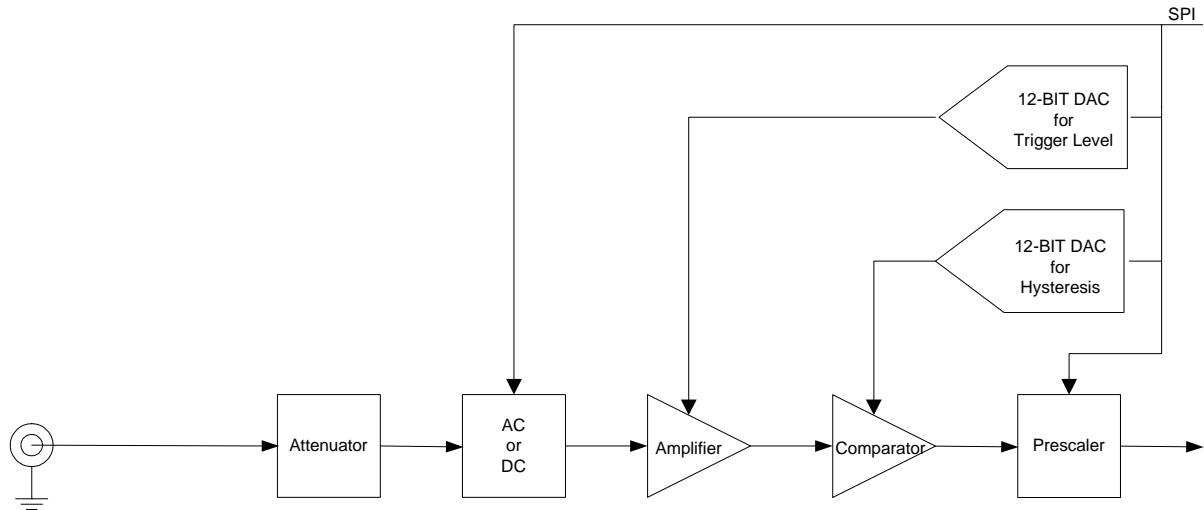 SPI
12-BIT DAC
for
Trigger Level
12-BIT DAC
for
Hysteresis
Attenuator
AC
or
DC
Amplifier
Comparator
Prescaler